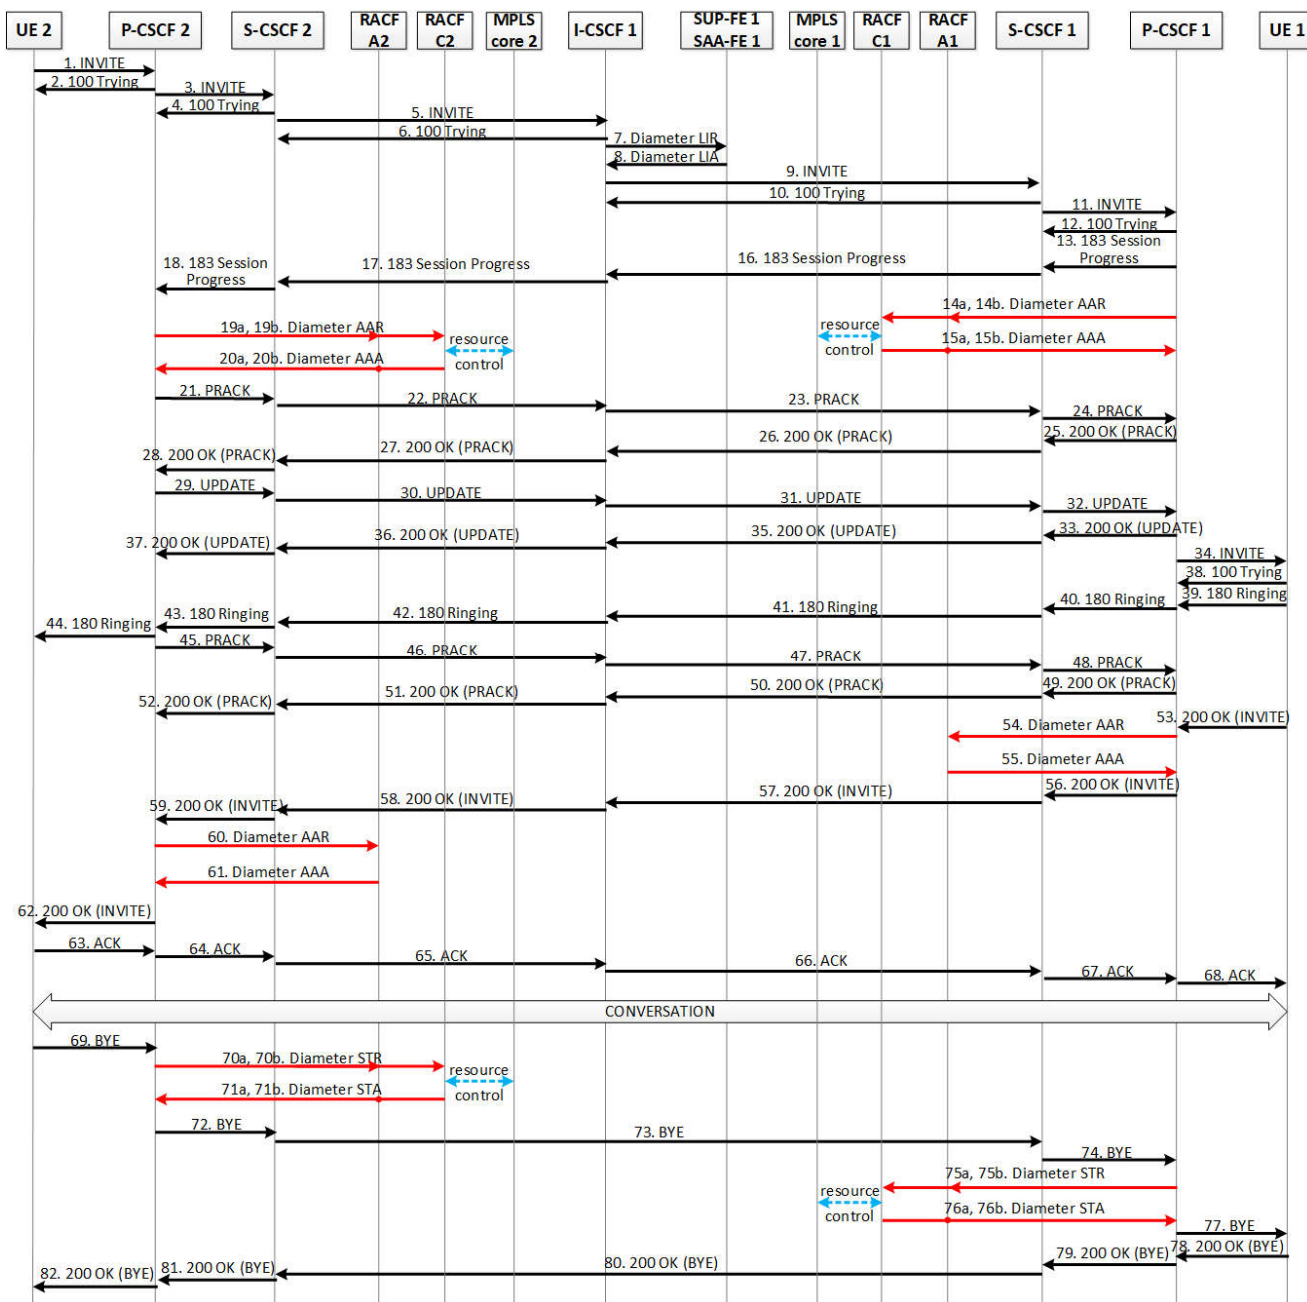 UE 2
P-CSCF 2
S-CSCF 2
RACF
A2
RACF
C2
MPLS
core 2
I-CSCF 1
SUP-FE 1
SAA-FE 1
MPLS
core 1
RACF
C1
RACF
A1
S-CSCF 1
P-CSCF 1
UE 1
1. INVITE
2. 100 Trying
3. INVITE
4. 100 Trying
5. INVITE
6. 100 Trying
7. Diameter LIR
8. Diameter LIA
9. INVITE
10. 100 Trying
11. INVITE
12. 100 Trying
13. 183 Session
Progress
16. 183 Session Progress
17. 183 Session Progress
18. 183 Session
Progress
14a, 14b. Diameter AAR
resource
control
15a, 15b. Diameter AAA
19a, 19b. Diameter AAR
resource
control
20a, 20b. Diameter AAA
21. PRACK
22. PRACK
23. PRACK
24. PRACK
25. 200 OK (PRACK)
26. 200 OK (PRACK)
27. 200 OK (PRACK)
28. 200 OK (PRACK)
29. UPDATE
30. UPDATE
31. UPDATE
32. UPDATE
33. 200 OK (UPDATE)
35. 200 OK (UPDATE)
36. 200 OK (UPDATE)
37. 200 OK (UPDATE)
34. INVITE
38. 100 Trying
39. 180 Ringing
40. 180 Ringing
41. 180 Ringing
42. 180 Ringing
43. 180 Ringing
44. 180 Ringing
45. PRACK
46. PRACK
47. PRACK
48. PRACK
49. 200 OK (PRACK)
50. 200 OK (PRACK)
51. 200 OK (PRACK)
52. 200 OK (PRACK)
53. 200 OK (INVITE)
54. Diameter AAR
55. Diameter AAA
56. 200 OK (INVITE)
57. 200 OK (INVITE)
58. 200 OK (INVITE)
59. 200 OK (INVITE)
60. Diameter AAR
61. Diameter AAA
62. 200 OK (INVITE)
63. ACK
64. ACK
65. ACK
66. ACK
67. ACK
68. ACK
CONVERSATION
69. BYE
70a, 70b. Diameter STR
resource
control
71a, 71b. Diameter STA
72. BYE
73. BYE
74. BYE
75a, 75b. Diameter STR
resource
control
76a, 76b. Diameter STA
77. BYE
78. 200 OK (BYE)
79. 200 OK (BYE)
80. 200 OK (BYE)
81. 200 OK (BYE)
82. 200 OK (BYE)